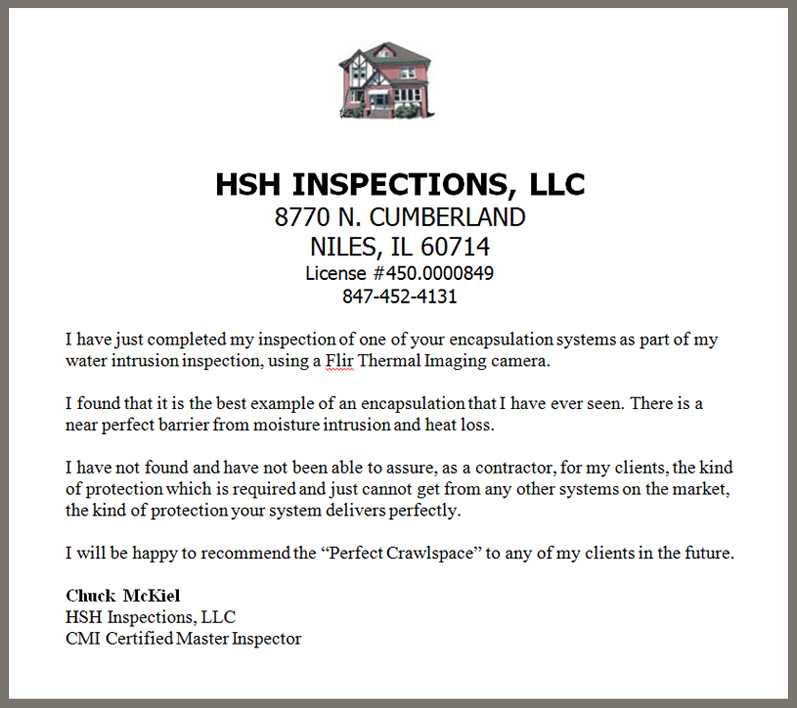 HSH INSPECTIONS, LLC
8770 N. CUMBERLAND
NILES, IL 60714
License #450.0000849
847-452-4131
I have just completed my inspection of one of your encapsulation systems as part of my
water intrusion inspection, using a Flir Thermal Imaging camera.
I found that it is the best example of an encapsulation that I have ever seen. There is a
near perfect barrier from moisture intrusion and heat loss.
I have not found and have not been able to assure, as a contractor, for my clients, the kind
of protection which is required and just cannot get from any other systems on the market,
the kind of protection your system delivers perfectly.
I will be happy to recommend the “Perfect Crawlspace” to any of my clients in the future.
Chuck McKiel
HSH Inspections, LLC
CMI Certified Master Inspector